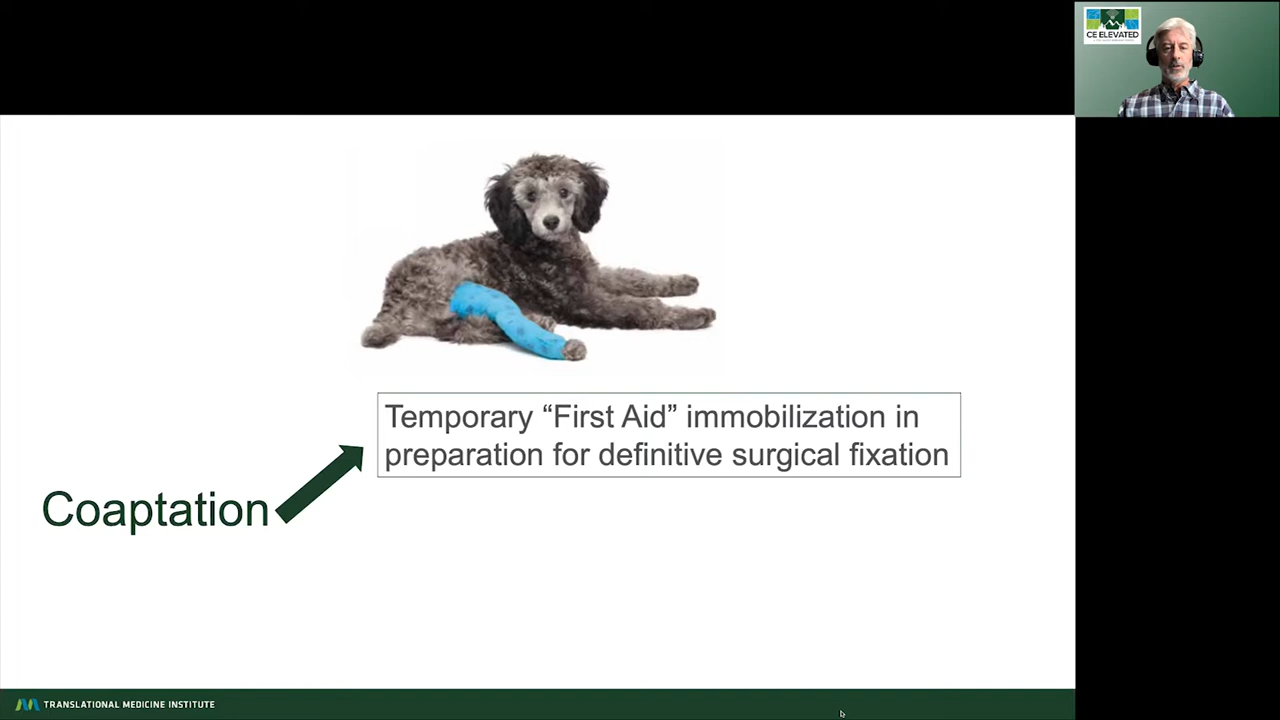 CE ELEVATED
Temporary “First Aid” immobilization in
preparation for definitive surgical fixation
Coaptation
TRANSLATIONAL MEDICINE INSTITUTE